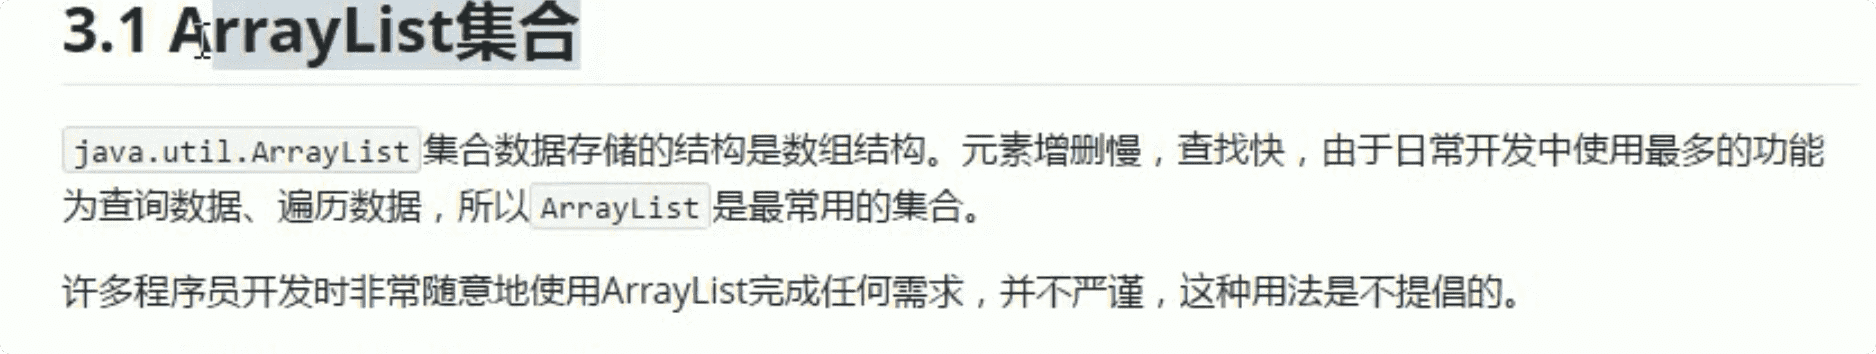 3.1 ArrayList集合
java.util.ArrayList集合数据存储的结构是数组结构。元素增删慢，查找快，由于日常开发中使用最多的功能
为查询数据、遍历数据，所以ArrayList是最常用的集合。
许多程序员开发时非常随意地使用ArrayList完成任何需求，并不严谨，这种用法是不提倡的。